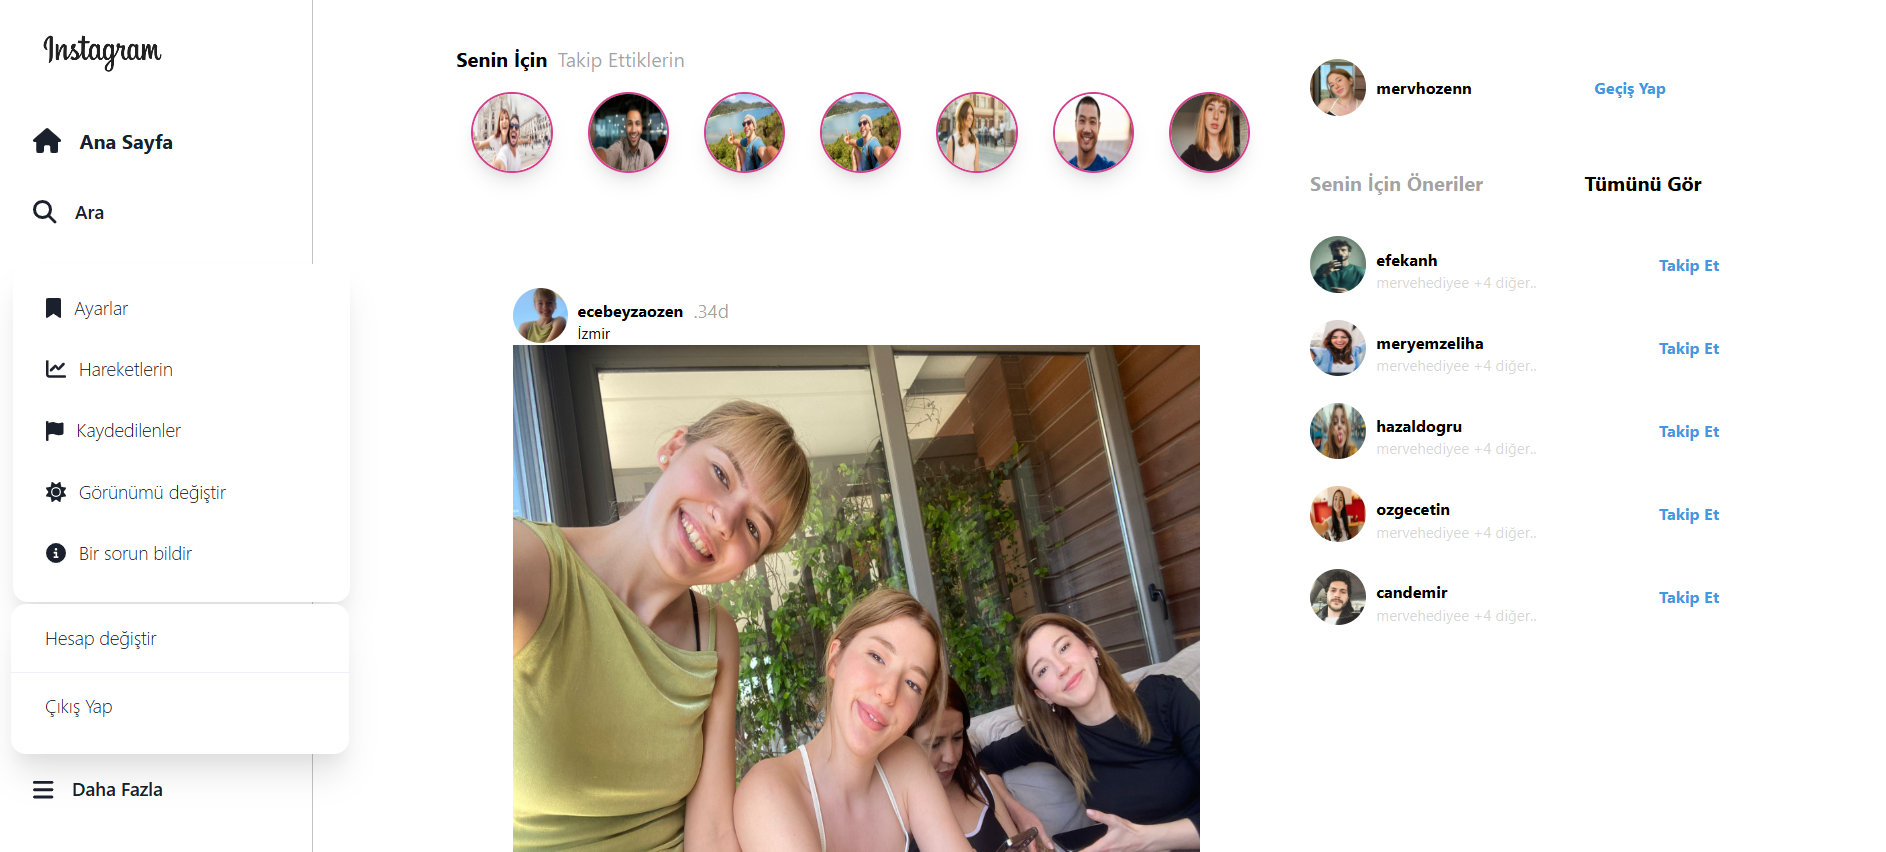 Instagram
Ana Sayfa
Ara
Ayarlar
Hareketlerin
Kaydedilenler
Görünümü değiştir
Bir sorun bildir
Hesap değiştir
Çıkış Yap
Daha Fazla
Senin İçin Takip Ettiklerin
ecebeyzaozen .34d
İzmir
mervhozenn Geçiş Yap
Senin İçin Öneriler Tümünü Gör
efekanh Takip Et
mervehediyee +4 diğer..
meryemzeliha Takip Et
mervehediyee +4 diğer..
hazaldogru Takip Et
mervehediyee +4 diğer..
ozgecetin Takip Et
mervehediyee +4 diğer..
candemir Takip Et
mervehediyee +4 diğer..